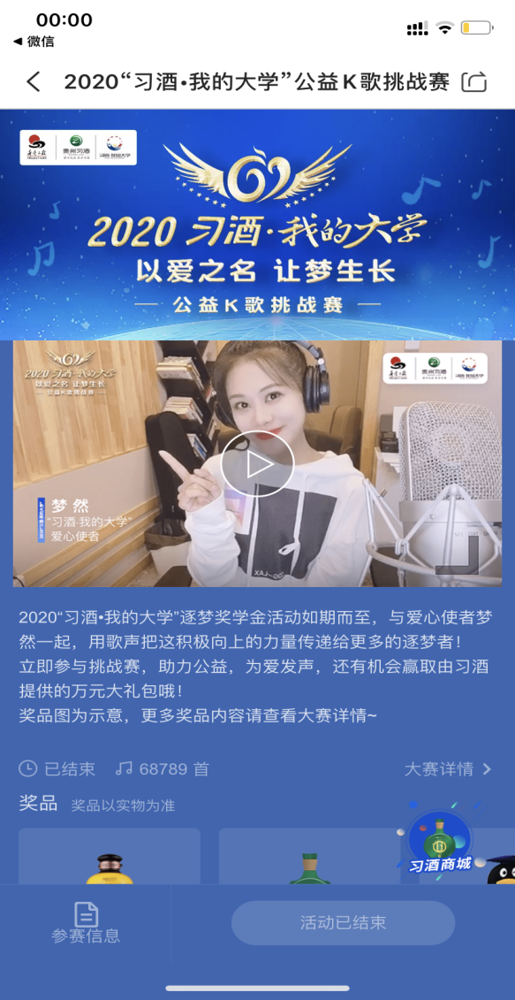 00:00
◀ 微信
2020“习酒•我的大学”公益K歌挑战赛
贵州习酒
2020 习酒·我的大学
以爱之名 让梦生长
公益K歌挑战赛
2020 习酒·我的大学
以爱之名 让梦生长
公益K歌挑战赛
贵州习酒
梦然
“习酒·我的大学”
爱心使者
2020“习酒•我的大学”逐梦奖学金活动如期而至，与爱心使者梦
然一起，用歌声把这积极向上的力量传递给更多的逐梦者！
立即参与挑战赛，助力公益，为爱发声，还有机会赢取由习酒
提供的万元大礼包哦！
奖品图为示意，更多奖品内容请查看大赛详情~
已结束 68789 首 大赛详情
奖品 奖品以实物为准
习酒商城
参赛信息
活动已结束